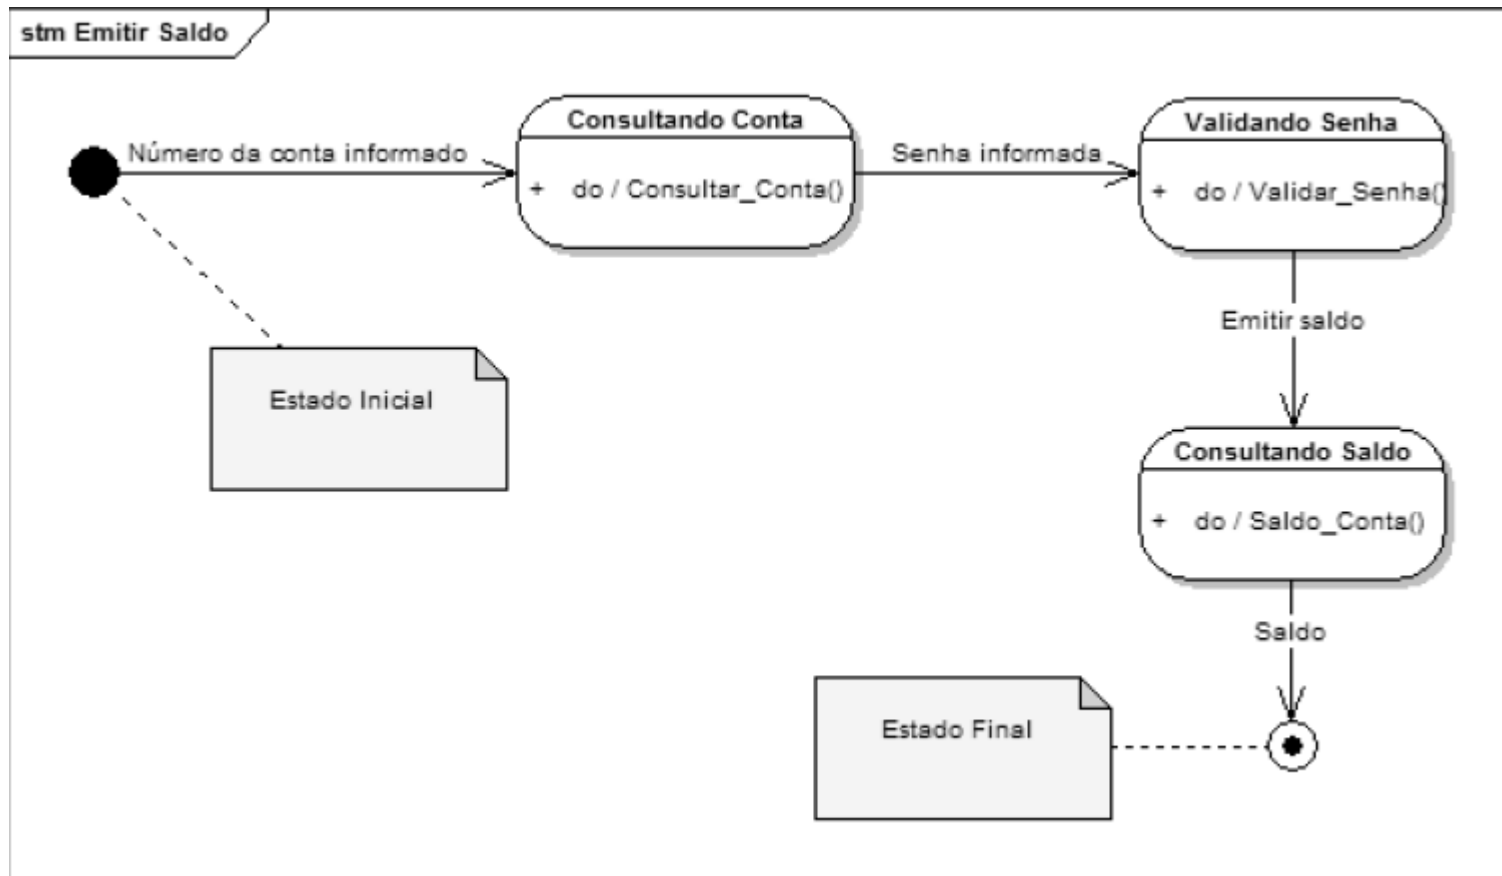 stm Emitir Saldo
Número da conta informado
Consultando Conta
+ do / Consultar_Conta()
Senha informada
Validando Senha
+ do / Validar_Senha()
Emitir saldo
Estado Inicial
Consultando Saldo
+ do / Saldo_Conta()
Saldo
Estado Final